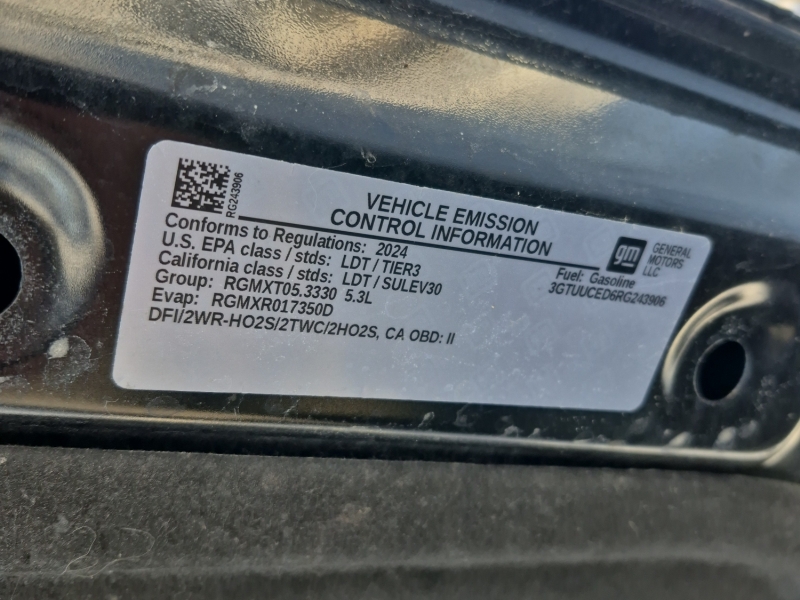 RG243906
VEHICLE EMISSION
CONTROL INFORMATION
Conforms to Regulations: 2024
U.S. EPA class / stds: LDT / TIER3
California class / stds: LDT / SULEV30
Group: RGMXT05.3330 5.3L
Evap: RGMXR017350D
DFI/2WR-HO2S/2TWC/2HO2S, CA OBD: II
gm
GENERAL
MOTORS
LLC
Fuel: Gasoline
3GTUUCED6RG243906